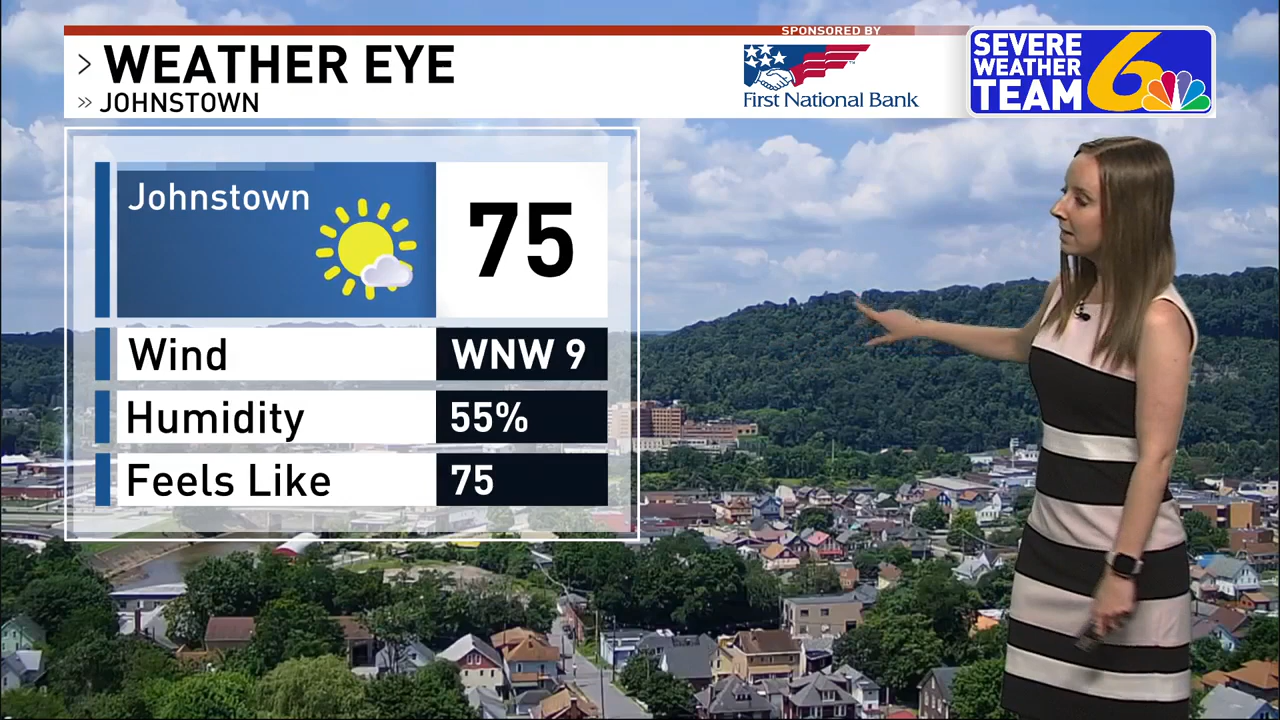 SPONSORED BY
> WEATHER EYE
» JOHNSTOWN
First National Bank
SEVERE
WEATHER
TEAM
6
Johnstown
75
Wind WNW 9
Humidity 55%
Feels Like 75